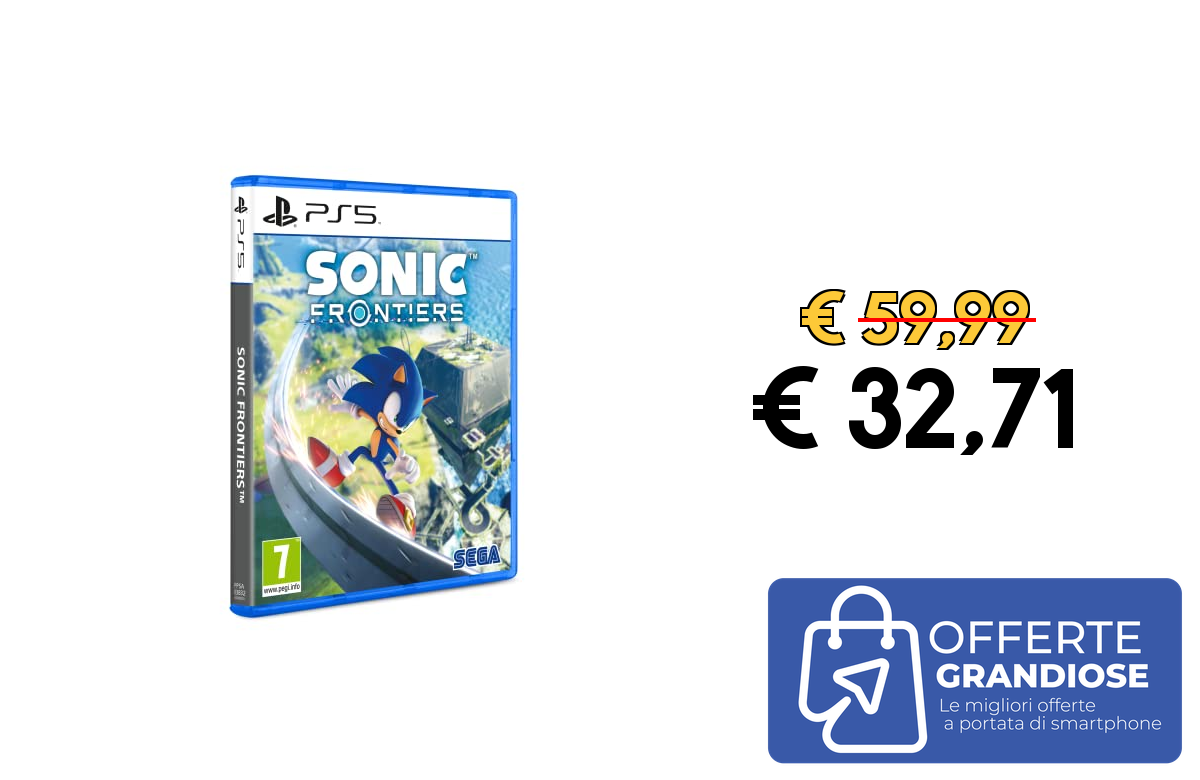 PS5
PS5
SONIC™
FRONTIERS
SONIC FRONTIERS™
7
www.pegi.info
SEGA
€ 59,99
€ 32,71
OFFERTE
GRANDIOSE
Le migliori offerte
a portata di smartphone